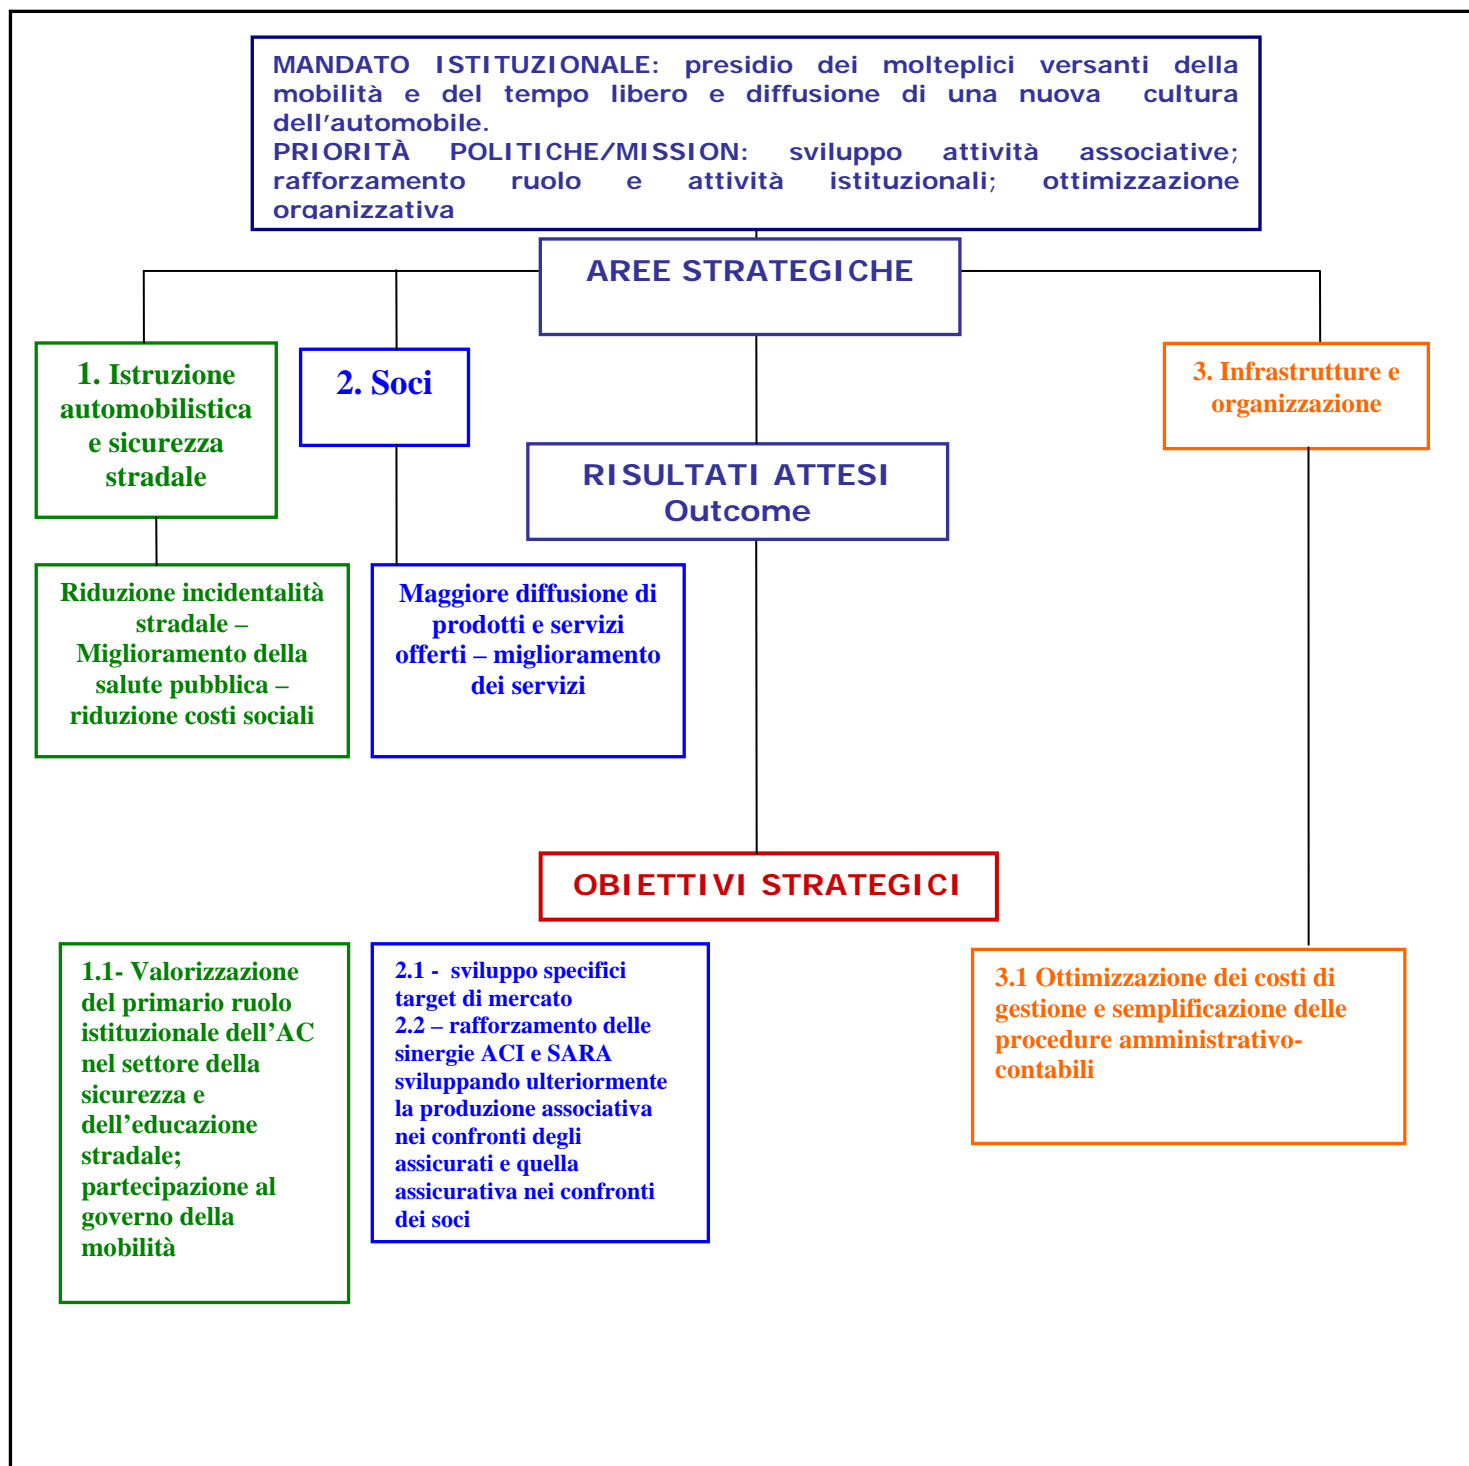 MANDATO ISTITUZIONALE: presidio dei molteplici versanti della
mobilità e del tempo libero e diffusione di una nuova cultura
dell'automobile.
PRIORITÀ POLITICHE/MISSION: sviluppo attività associative;
rafforzamento ruolo e attività istituzionali; ottimizzazione
organizzativa
AREE STRATEGICHE
1. Istruzione
automobilistica
e sicurezza
stradale
2. Soci
3. Infrastutture e
organizzazione
RISULTATI ATTESI
Outcome
Riduzione incidentalità
stradale –
Miglioramento della
salute pubblica –
riduzione costi sociali
Maggiore diffusione di
prodotti e servizi
offerti – miglioramento
dei servizi
OBIETTIVI STRATEGICI
1.1- Valorizzazione
del primario ruolo
istituzionale dell’AC
nel settore della
sicurezza e
dell’educazione
stradale;
partecipazione al
governo della
mobilità
2.1 - sviluppo specifici
target di mercato
2.2 – rafforzamento delle
sinergie ACI e SARA
sviluppando ulteriormente
la produzione associativa
nei confronti degli
assicurati e quella
assicurativa nei confronti
dei soci
3.1 Ottimizzazione dei costi di
gestione e semplificazione delle
procedure amministrativo-
contabili